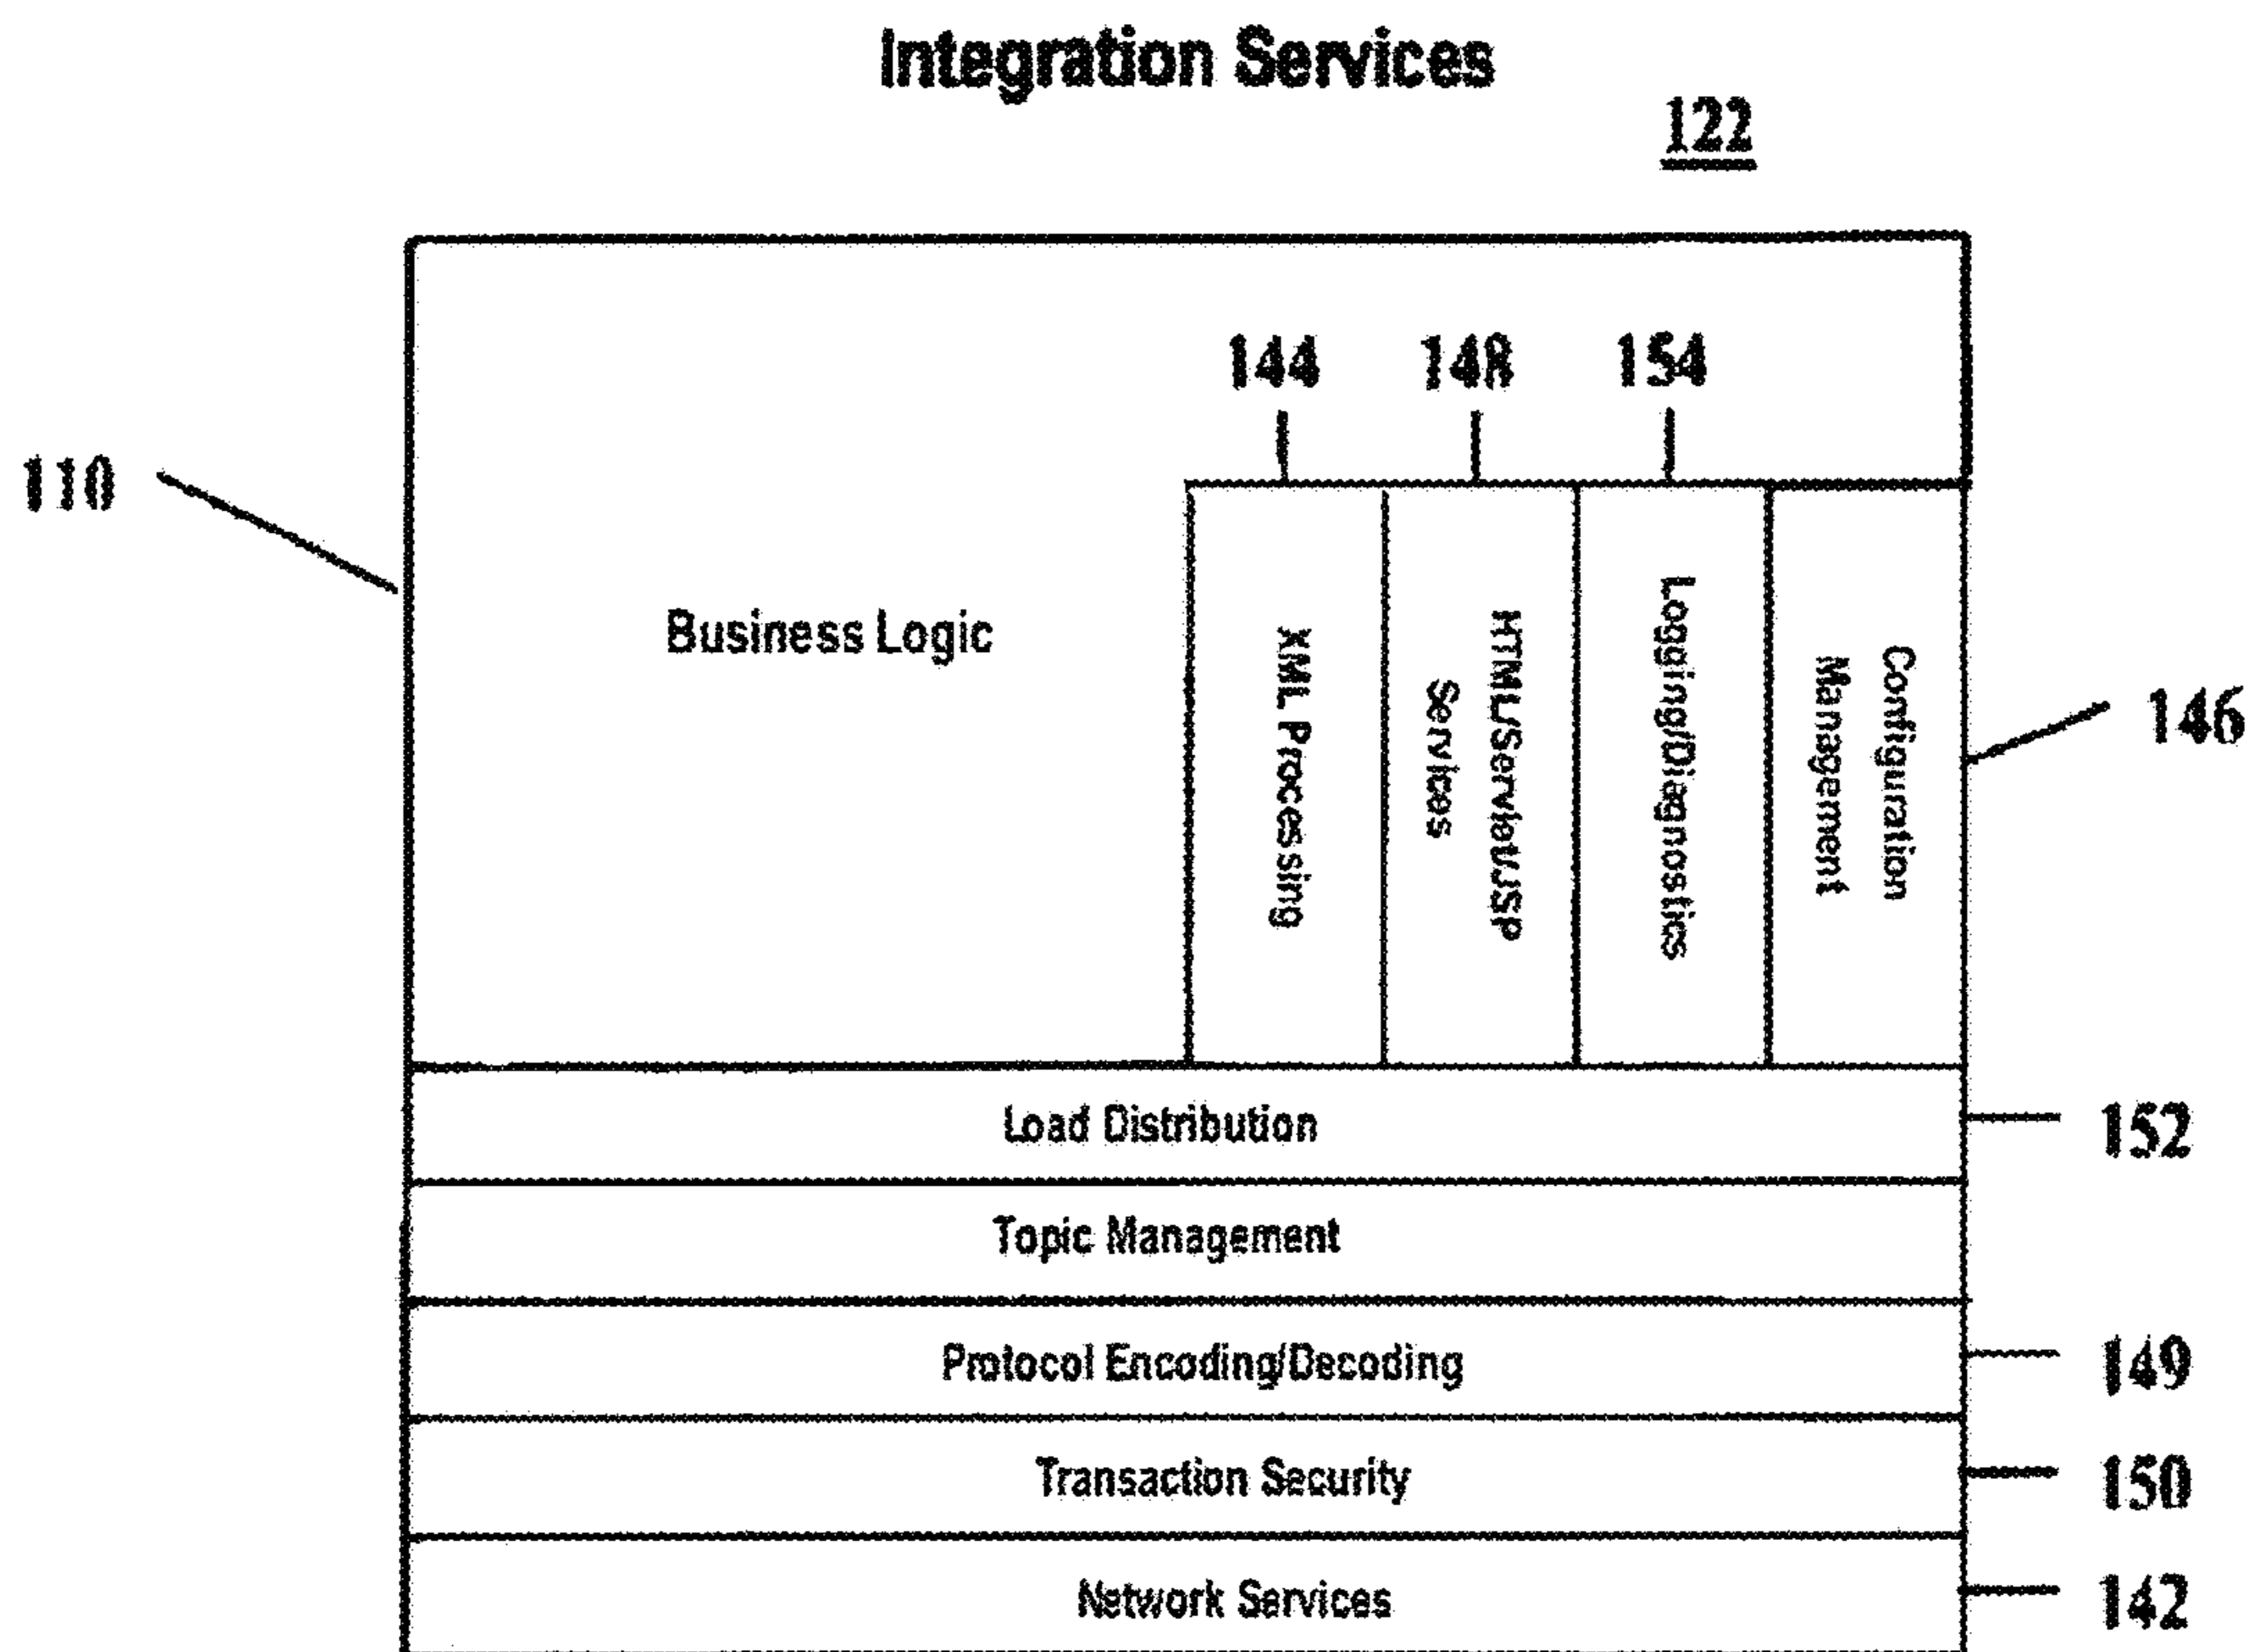 Integration Services
122
144 148 154
110
Business Logic
XML Processing
HTML/Servlet/JSP
Services
Logging/Diagnostics
Configuration
Management
146
Load Distribution
152
Topic Management
Protocol Encoding/Decoding
149
Transaction Security
150
Network Services
142